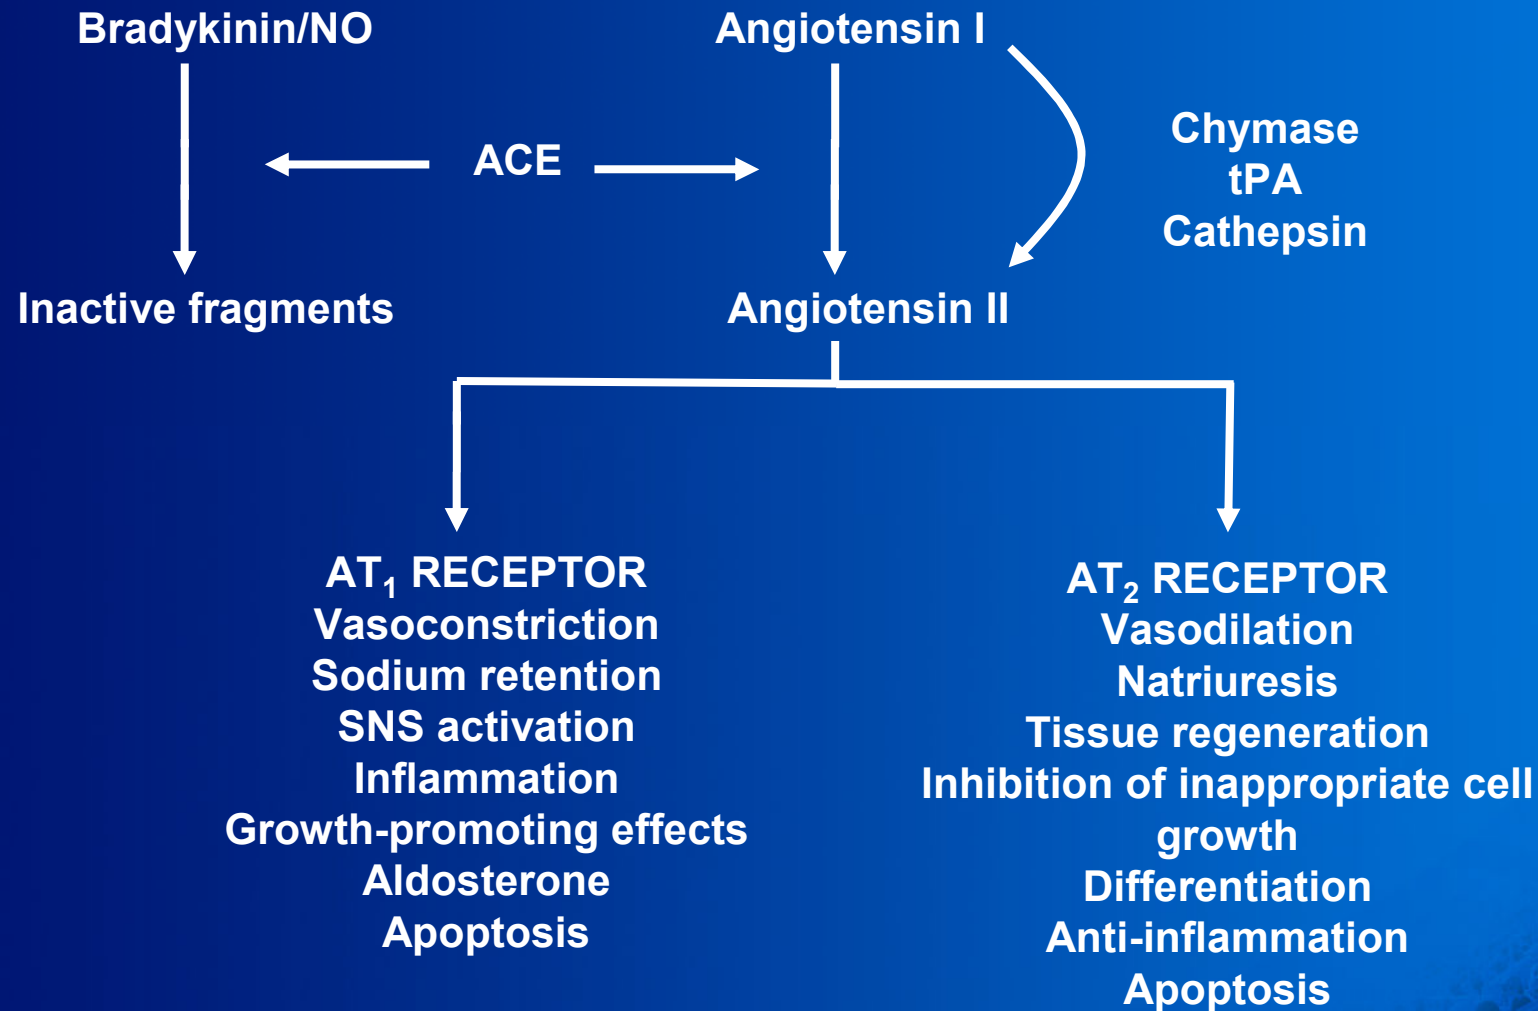 Bradykinin/NO
Angiotensin I
Chymase
tPA
Cathepsin
ACE
Inactive fragments
Angiotensin II
AT₁ RECEPTOR
Vasoconstriction
Sodium retention
SNS activation
Inflammation
Growth-promoting effects
Aldosterone
Apoptosis
AT₂ RECEPTOR
Vasodilation
Natriuresis
Tissue regeneration
Inhibition of inappropriate cell
growth
Differentiation
Anti-inflammation
Apoptosis